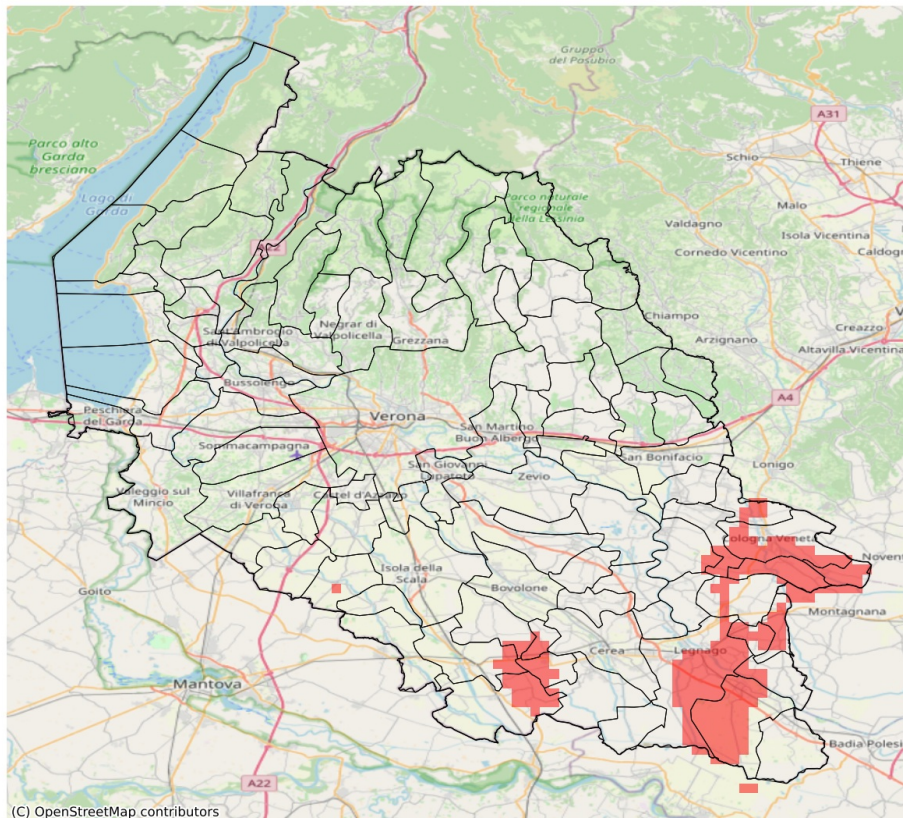 Gruppo
del Pasubio
A31
Schio
Thiene
Parco alto
Garda
bresciano
Lago di
Garda
Parco naturale
regionale
della Lessinia
Malo
Valdagno
Isola Vicentina
A22
Cornedo Vicentino
Caldogn
Chiampo
V
Sant'Ambrogio
di Valpolicella
Negrar di
Valpolicella
Grezzana
Arzignano
Creazzo
Altavilla Vicentina
Bussolengo
A4
Peschiera
del Garda
Verona
San Martino
Buon Albergo
Sommacampagna
San Bonifacio
Lonigo
San Giovanni
Lupatoto
Zevio
Valeggio sul
Mincio
Villafranca
di Verona
Castel d'Azzano
Cologna Veneta
Novent
Isola della
Scala
Goito
Bovolone
Montagnana
Cerea
Legnago
Mantova
Badia Polesi
A22
(C) OpenStreetMap contributors